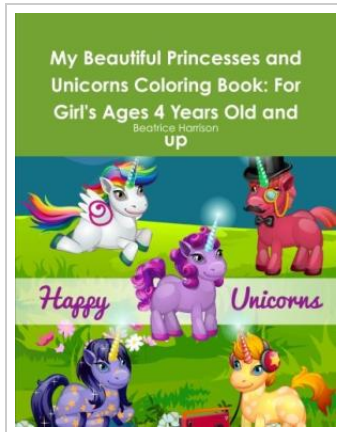 My Beautiful Princesses and
Unicorns Coloring Book: For
Girl's Ages 4 Years Old and
Beatrice Harrison
up
Happy Unicorns